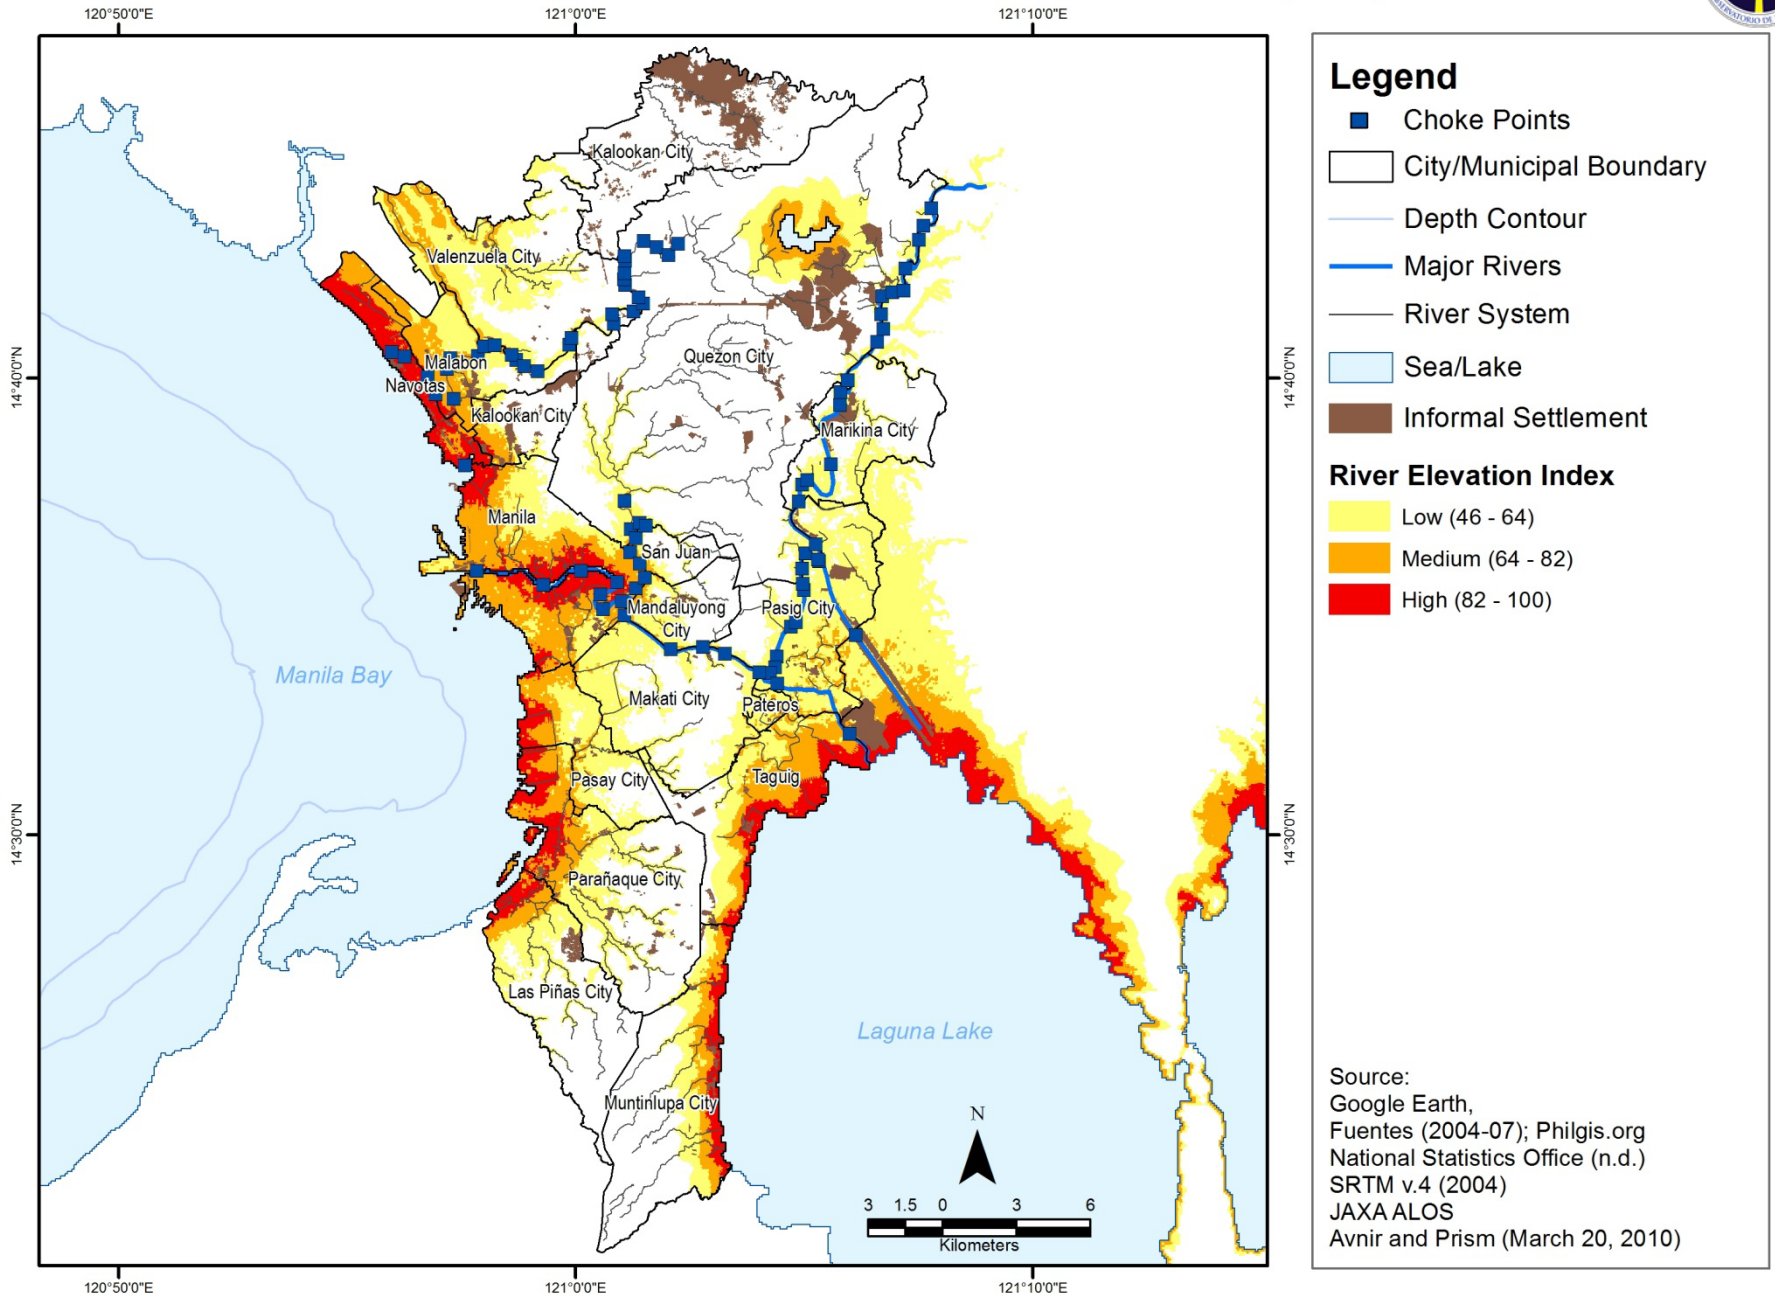 120°50'0"E
121°0'0"E
121°10'0"E
14°40'0"N
14°30'0"N
14°40'0"N
14°30'0"N
120°50'0"E
121°0'0"E
121°10'0"E
Kalookan City
Valenzuela City
Malabon
Navotas
Quezon City
Kalookan City
Marikina City
Manila
San Juan
Mandaluyong
City
Pasig City
Manila Bay
Makati City
Pateros
Pasay City
Taguig
Parañaque City
Las Piñas City
Laguna Lake
Muntinlupa City
N
3 1.5 0 3 6
Kilometers
Legend
Choke Points
City/Municipal Boundary
Depth Contour
Major Rivers
River System
Sea/Lake
Informal Settlement
River Elevation Index
Low (46 - 64)
Medium (64 - 82)
High (82 - 100)
Source:
Google Earth,
Fuentes (2004-07); Philgis.org
National Statistics Office (n.d.)
SRTM v.4 (2004)
JAXA ALOS
Avnir and Prism (March 20, 2010)